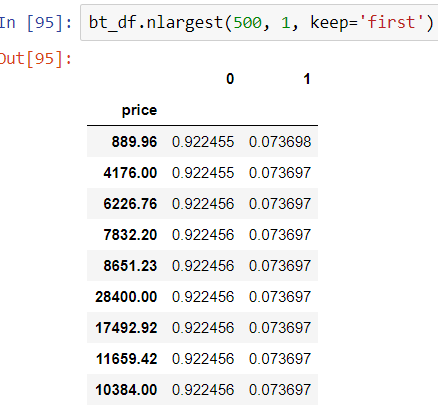 In [95]: bt_df.nlargest(500, 1, keep='first')
Out[95]:
0 1
price
889.96 0.922455 0.073698
4176.00 0.922455 0.073697
6226.76 0.922456 0.073697
7832.20 0.922456 0.073697
8651.23 0.922456 0.073697
28400.00 0.922456 0.073697
17492.92 0.922456 0.073697
11659.42 0.922456 0.073697
10384.00 0.922456 0.073697